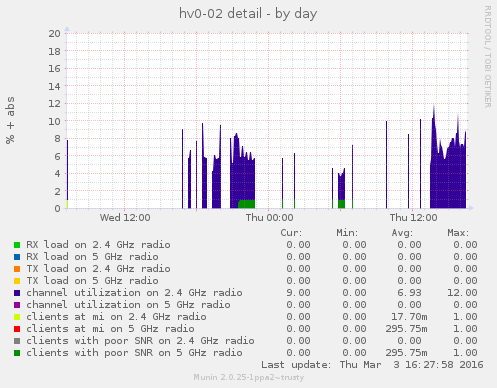 hv0-02 detail - by day
RRDTOOL / TOBI OETIKER
% + abs
20
18
16
14
12
10
8
6
4
2
0
Wed 12:00 Thu 00:00 Thu 12:00
Cur: Min: Avg: Max:
RX load on 2.4 GHz radio 0.00 0.00 0.00 0.00
RX load on 5 GHz radio 0.00 0.00 0.00 0.00
TX load on 2.4 GHz radio 0.00 0.00 0.00 0.00
TX load on 5 GHz radio 0.00 0.00 0.00 0.00
channel utilization on 2.4 GHz radio 9.00 0.00 6.93 12.00
channel utilization on 5 GHz radio 0.00 0.00 0.00 0.00
clients at mi on 2.4 GHz radio 0.00 0.00 17.70m 1.00
clients at mi on 5 GHz radio 0.00 0.00 295.75m 1.00
clients with poor SNR on 2.4 GHz radio 0.00 0.00 0.00 0.00
clients with poor SNR on 5 GHz radio 0.00 0.00 295.75m 1.00
Last update: Thu Mar 3 16:27:58 2016
Munin 2.0.25-1ppa2~trusty